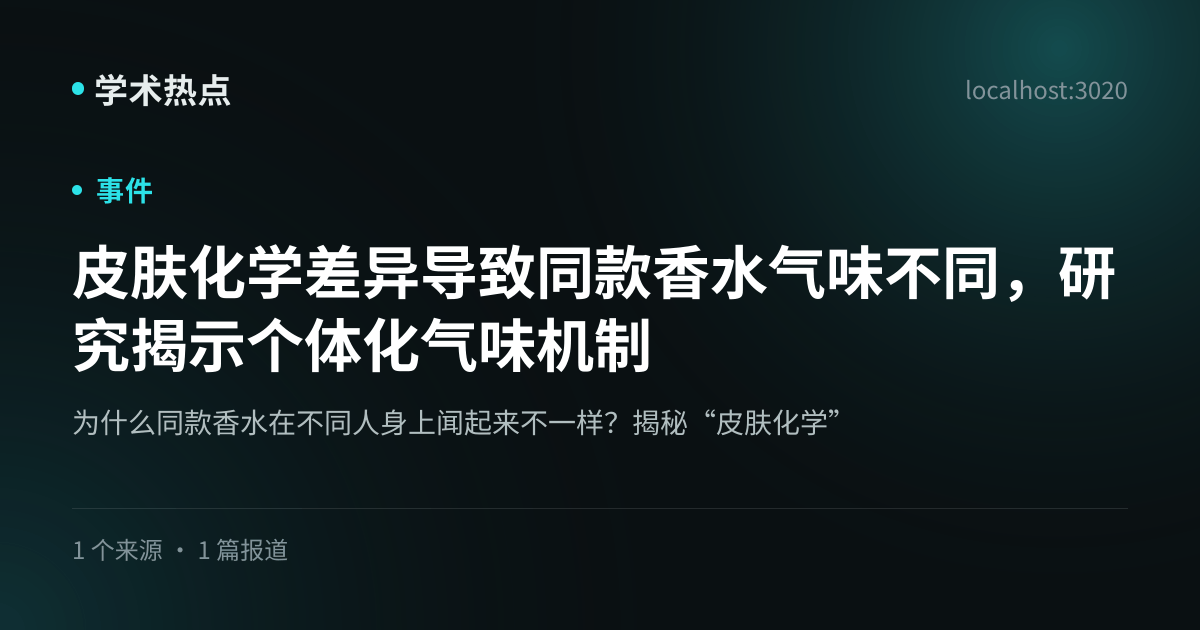 学术热点
localhost:3020
事件
皮肤化学差异导致同款香水气味不同，研
究揭示个体化气味机制
为什么同款香水在不同人身上闻起来不一样？揭秘“皮肤化学”
1 个来源 · 1 篇报道